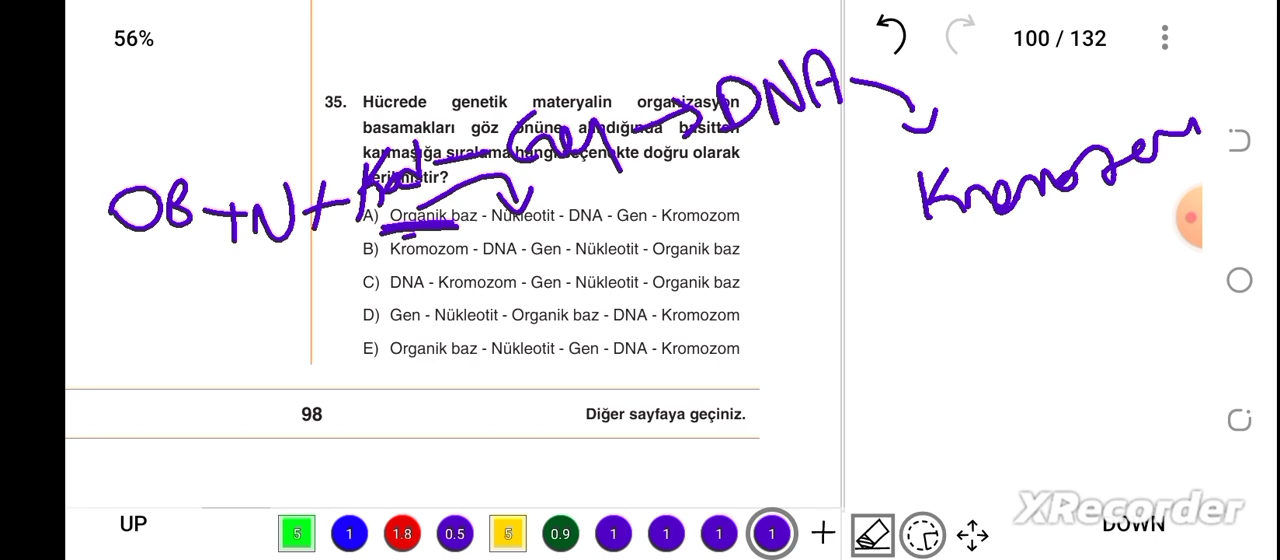 56%
100 / 132
35. Hücrede genetik materyalin organizasyon
basamakları göz önüne alındığında basitten
karmaşığa sıralama hangi seçenekte doğru olarak
verilmiştir?
A) Organik baz - Nükleotit - DNA - Gen - Kromozom
B) Kromozom - DNA - Gen - Nükleotit - Organik baz
C) DNA - Kromozom - Gen - Nükleotit - Organik baz
D) Gen - Nükleotit - Organik baz - DNA - Kromozom
E) Organik baz - Nükleotit - Gen - DNA - Kromozom
OB + N + Kod Gen → DNA
Kromozom
98
Diğer sayfaya geçiniz.
XRecorder
UP
5 1 1.8 0.5 5 0.9 1 1 1 1 +
DOWN